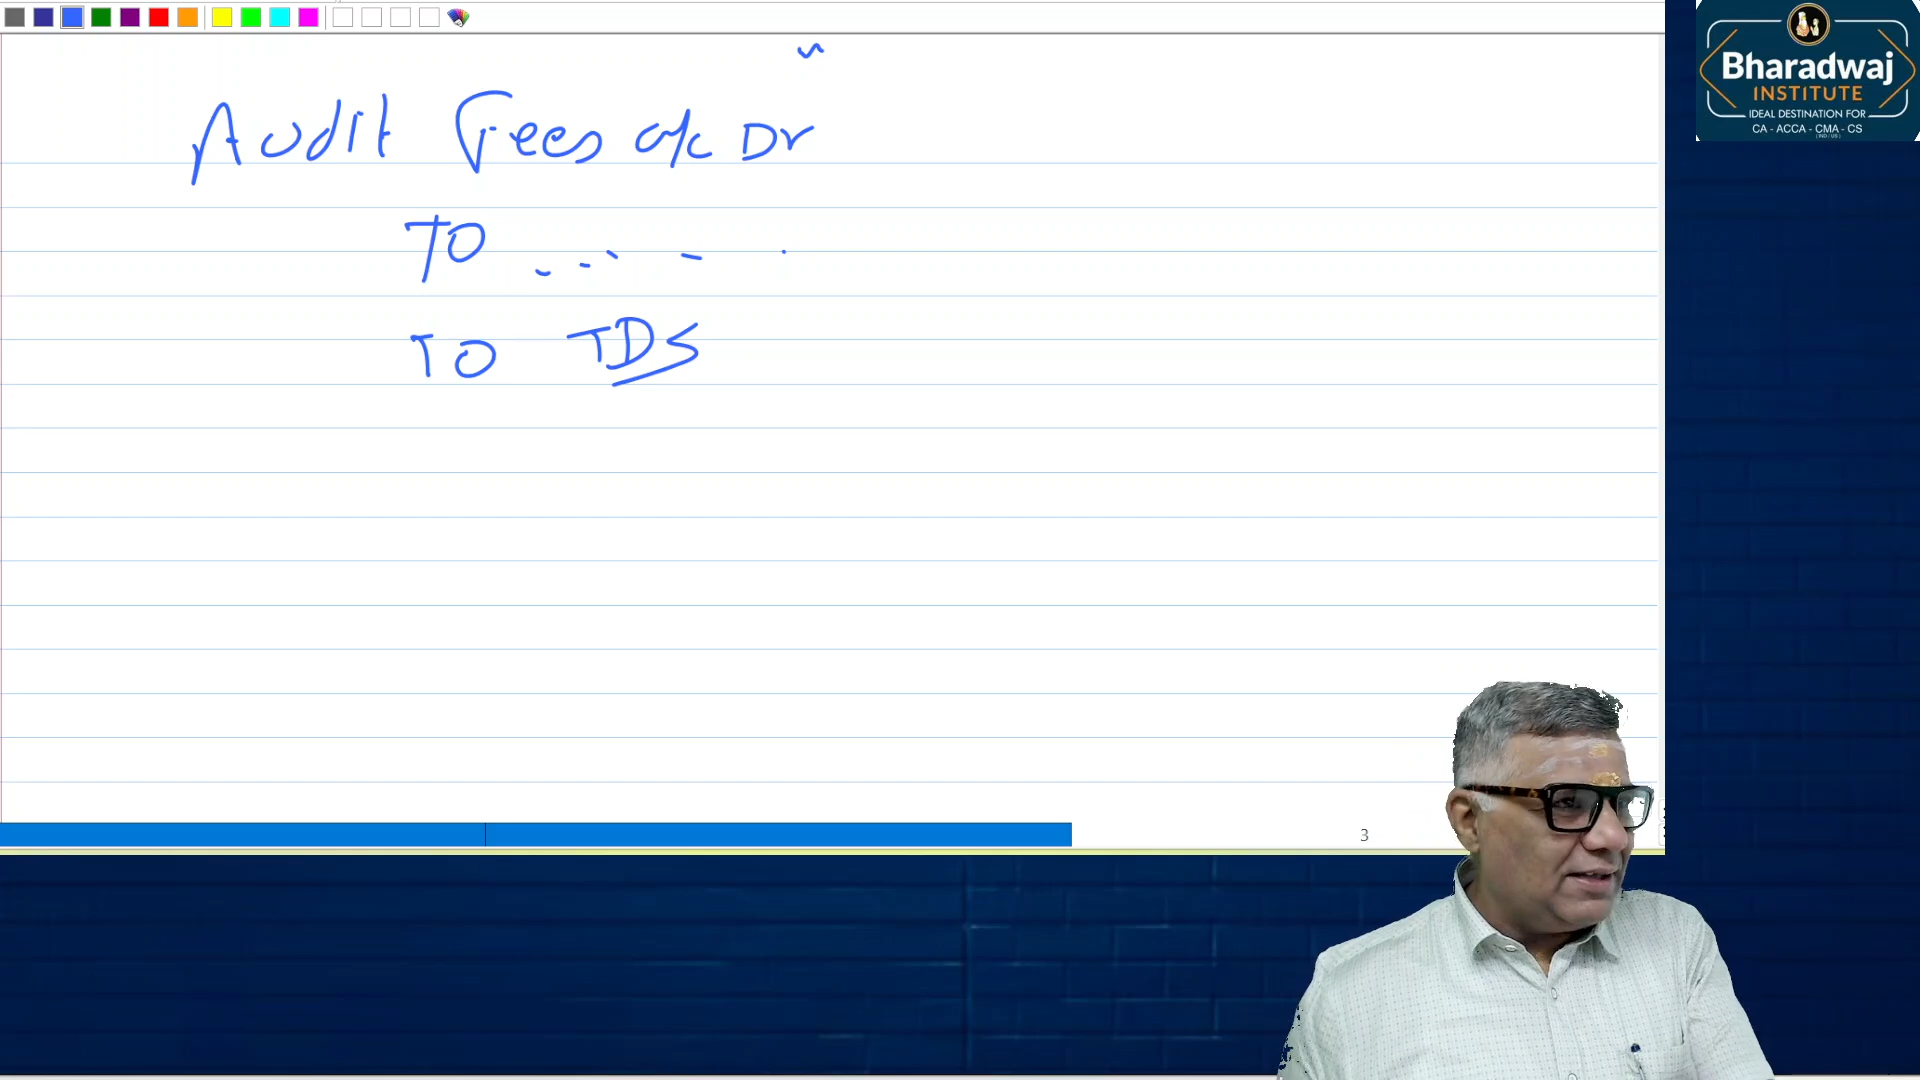 Audit Fees a/c Dr
TO .... - .
TO TDS
3
Bharadwaj
INSTITUTE
IDEAL DESTINATION FOR
CA - ACCA - CMA - CS